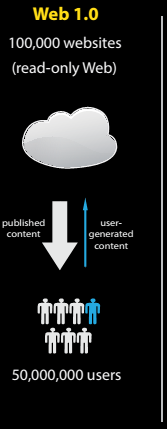 Web 1.0
100,000 websites
(read-only Web)
published
content
user-
generated
content
50,000,000 users